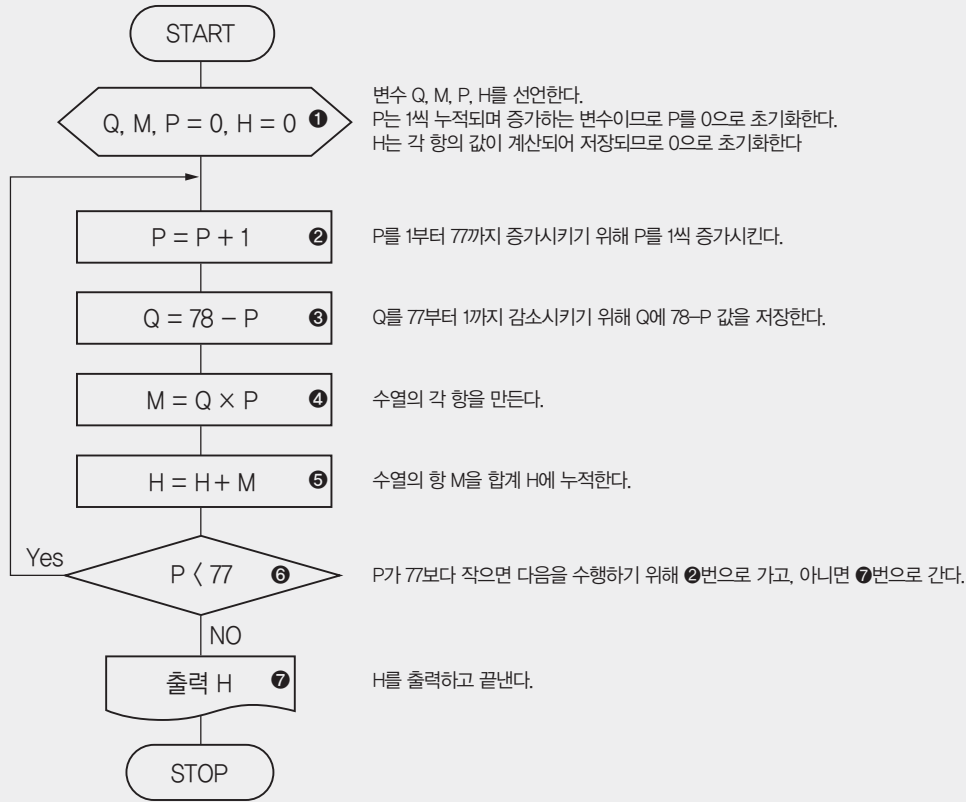 START
Q, M, P = 0, H = 0 ❶
변수 Q, M, P, H를 선언한다.
P는 1씩 누적되며 증가하는 변수이므로 P를 0으로 초기화한다.
H는 각 항의 값이 계산되어 저장되므로 0으로 초기화한다
P = P + 1 ❷
P를 1부터 77까지 증가시키기 위해 P를 1씩 증가시킨다.
Q = 78 – P ❸
Q를 77부터 1까지 감소시키기 위해 Q에 78–P 값을 저장한다.
M = Q × P ❹
수열의 각 항을 만든다.
H = H + M ❺
수열의 항 M을 합계 H에 누적한다.
Yes
P〈 77 ❻
P가 77보다 작으면 다음을 수행하기 위해 ❷번으로 가고, 아니면 ❼번으로 간다.
NO
출력 H ❼
H를 출력하고 끝낸다.
STOP